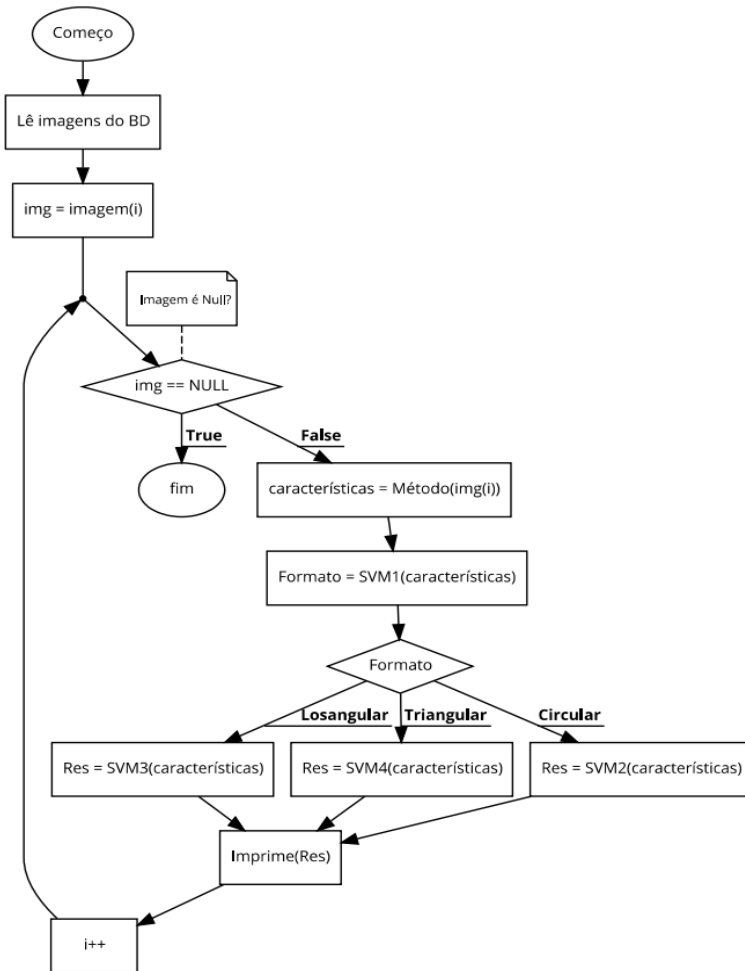 Começo
Lê imagens do BD
img = imagem(i)
Imagem é Null?
img == NULL
True
False
fim
características = Método(img(i))
Formato = SVM1(características)
Formato
Losangular
Triangular
Circular
Res = SVM3(características)
Res = SVM4(características)
Res = SVM2(características)
Imprime(Res)
i++